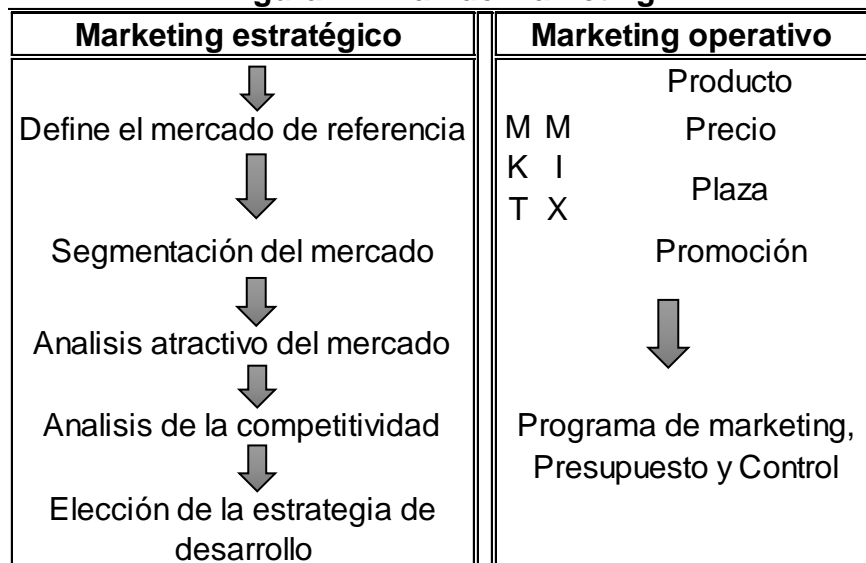 Marketing estratégico
Define el mercado de referencia
Segmentación del mercado
Analisis atractivo del mercado
Analisis de la competitividad
Elección de la estrategia de
desarrollo
Marketing operativo
Producto
M M
Precio
K I
Plaza
T X
Promoción
Programa de marketing,
Presupuesto y Control